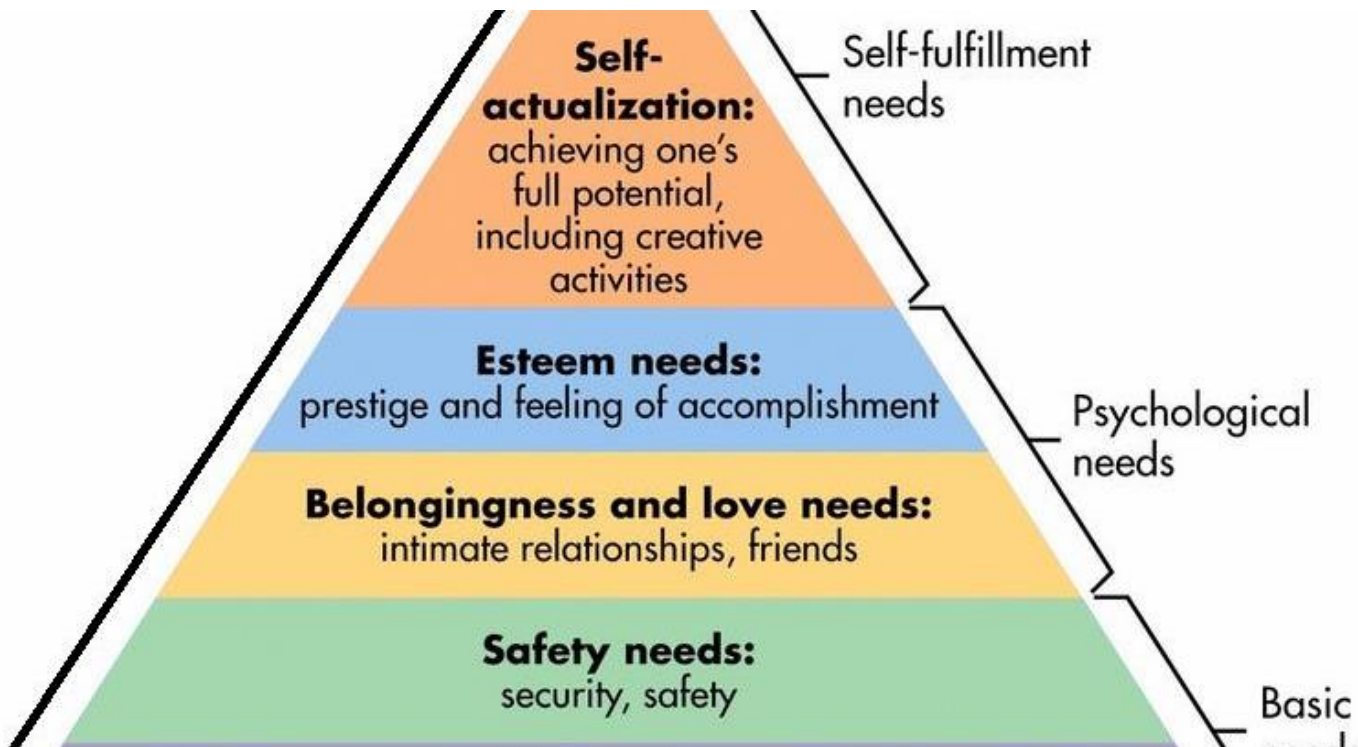 Self-
actualization:
achieving one's
full potential,
including creative
activities
Self-fulfillment
needs
Esteem needs:
prestige and feeling of accomplishment
Psychological
needs
Belongingness and love needs:
intimate relationships, friends
Safety needs:
security, safety
Basic